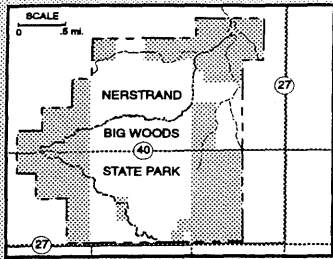 SCALE
0 .5 mi.
NERSTRAND
27
BIG WOODS
40
STATE PARK
27